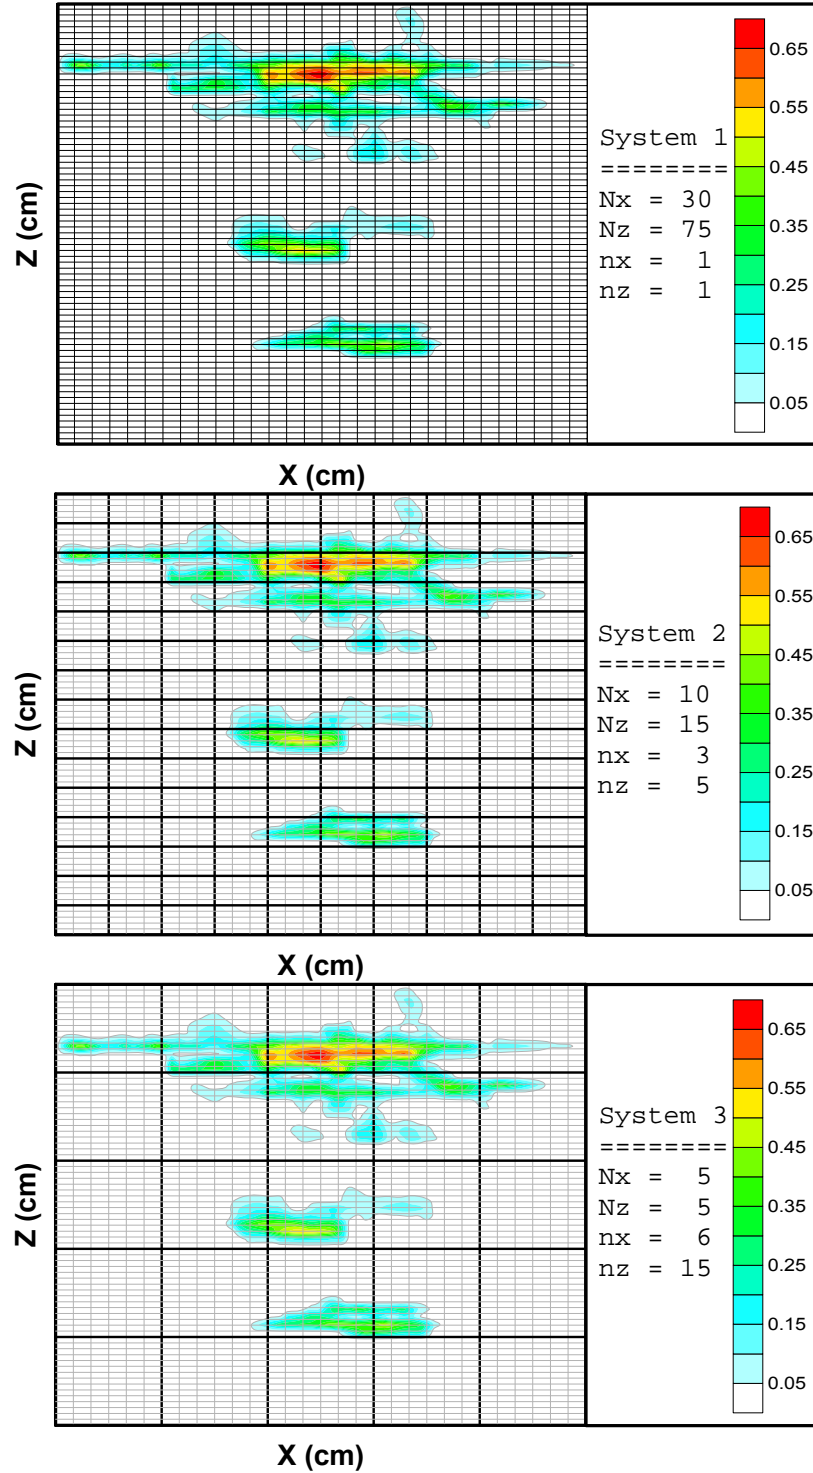 Z (cm)
X (cm)
System 1
========
Nx = 30
Nz = 75
nx = 1
nz = 1
0.65
0.55
0.45
0.35
0.25
0.15
0.05
Z (cm)
X (cm)
System 2
========
Nx = 10
Nz = 15
nx = 3
nz = 5
0.65
0.55
0.45
0.35
0.25
0.15
0.05
Z (cm)
X (cm)
System 3
========
Nx = 5
Nz = 5
nx = 6
nz = 15
0.65
0.55
0.45
0.35
0.25
0.15
0.05